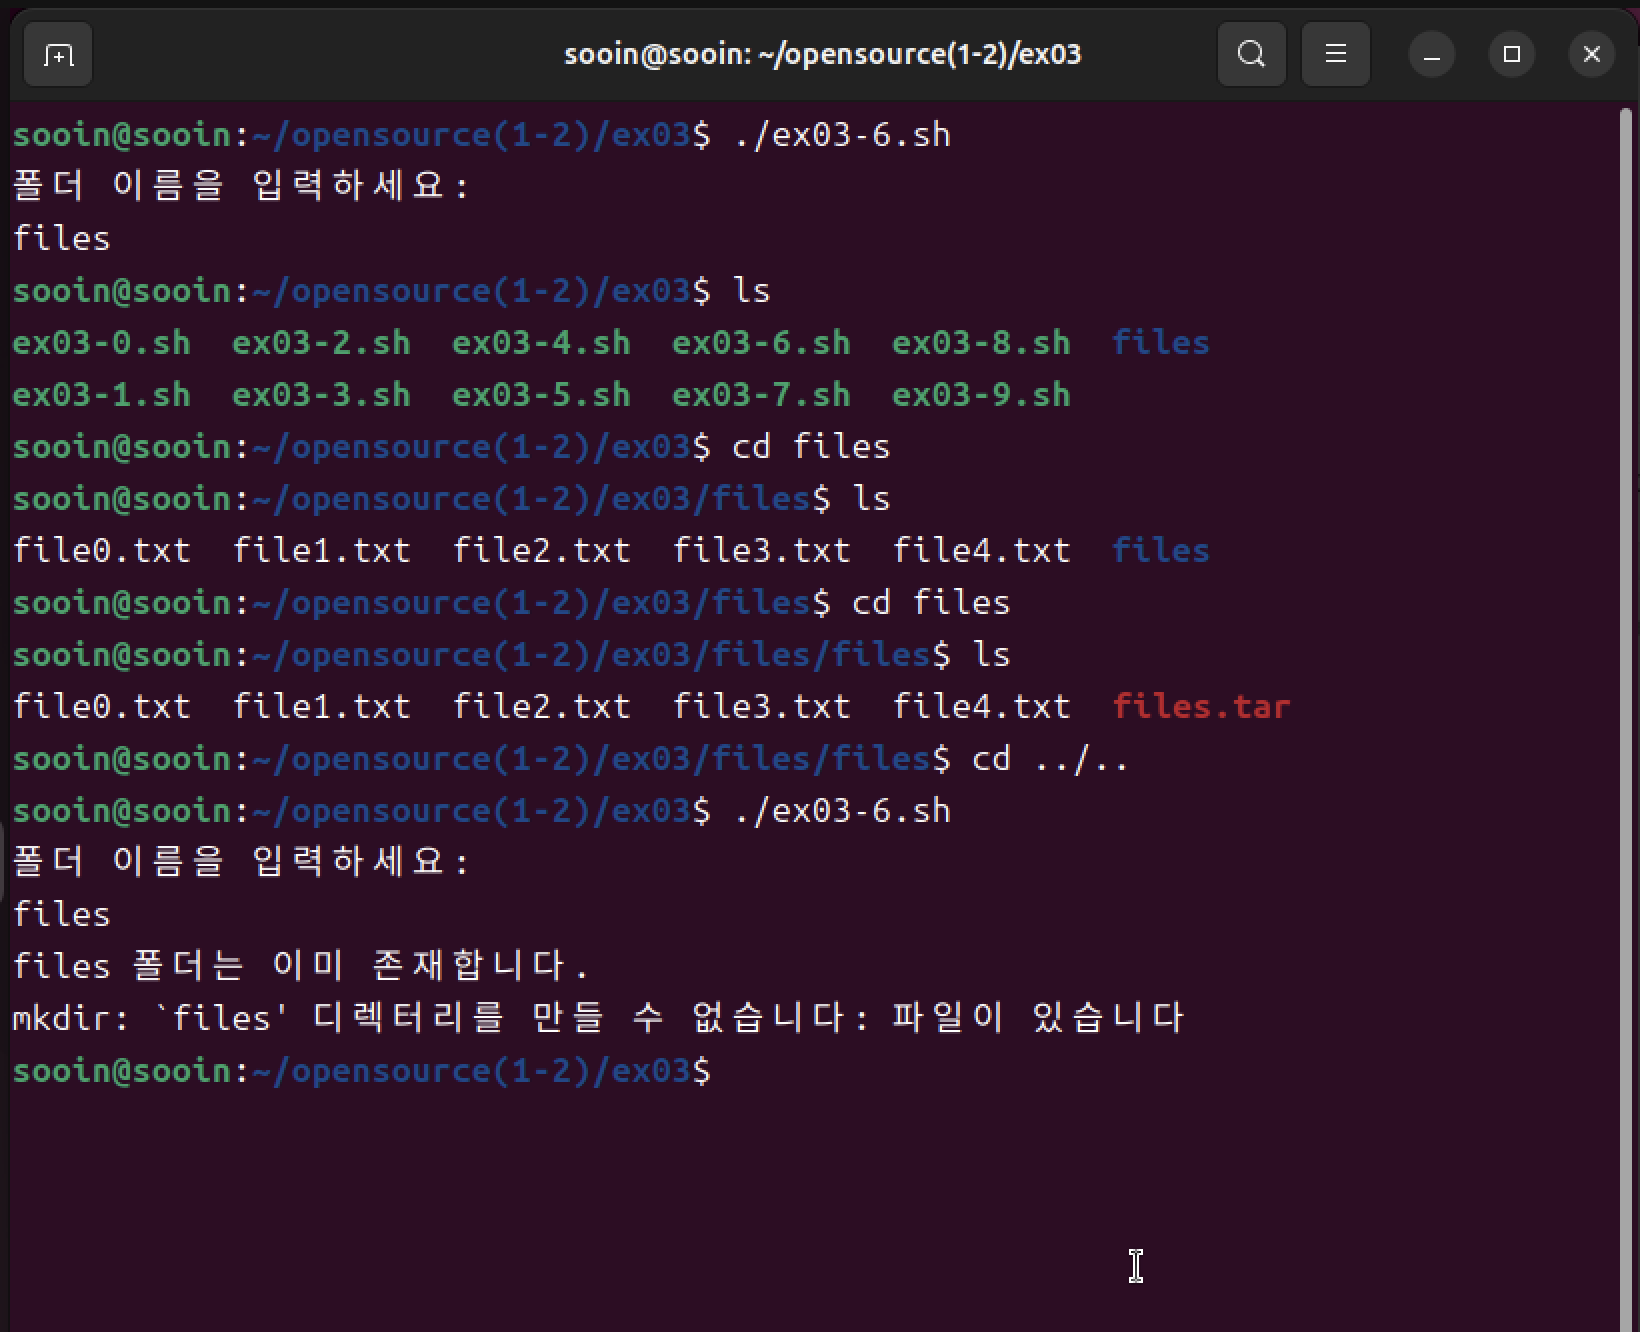 sooin@sooin: ~/opensource(1-2)/ex03
sooin@sooin:~/opensource(1-2)/ex03$ ./ex03-6.sh
폴더 이름을 입력하세요:
files
sooin@sooin:~/opensource(1-2)/ex03$ ls
ex03-0.sh  ex03-2.sh  ex03-4.sh  ex03-6.sh  ex03-8.sh  files
ex03-1.sh  ex03-3.sh  ex03-5.sh  ex03-7.sh  ex03-9.sh
sooin@sooin:~/opensource(1-2)/ex03$ cd files
sooin@sooin:~/opensource(1-2)/ex03/files$ ls
file0.txt  file1.txt  file2.txt  file3.txt  file4.txt  files
sooin@sooin:~/opensource(1-2)/ex03/files$ cd files
sooin@sooin:~/opensource(1-2)/ex03/files/files$ ls
file0.txt  file1.txt  file2.txt  file3.txt  file4.txt  files.tar
sooin@sooin:~/opensource(1-2)/ex03/files/files$ cd ../..
sooin@sooin:~/opensource(1-2)/ex03$ ./ex03-6.sh
폴더 이름을 입력하세요:
files
files 폴더는 이미 존재합니다.
mkdir: `files' 디렉터리를 만들 수 없습니다: 파일이 있습니다
sooin@sooin:~/opensource(1-2)/ex03$